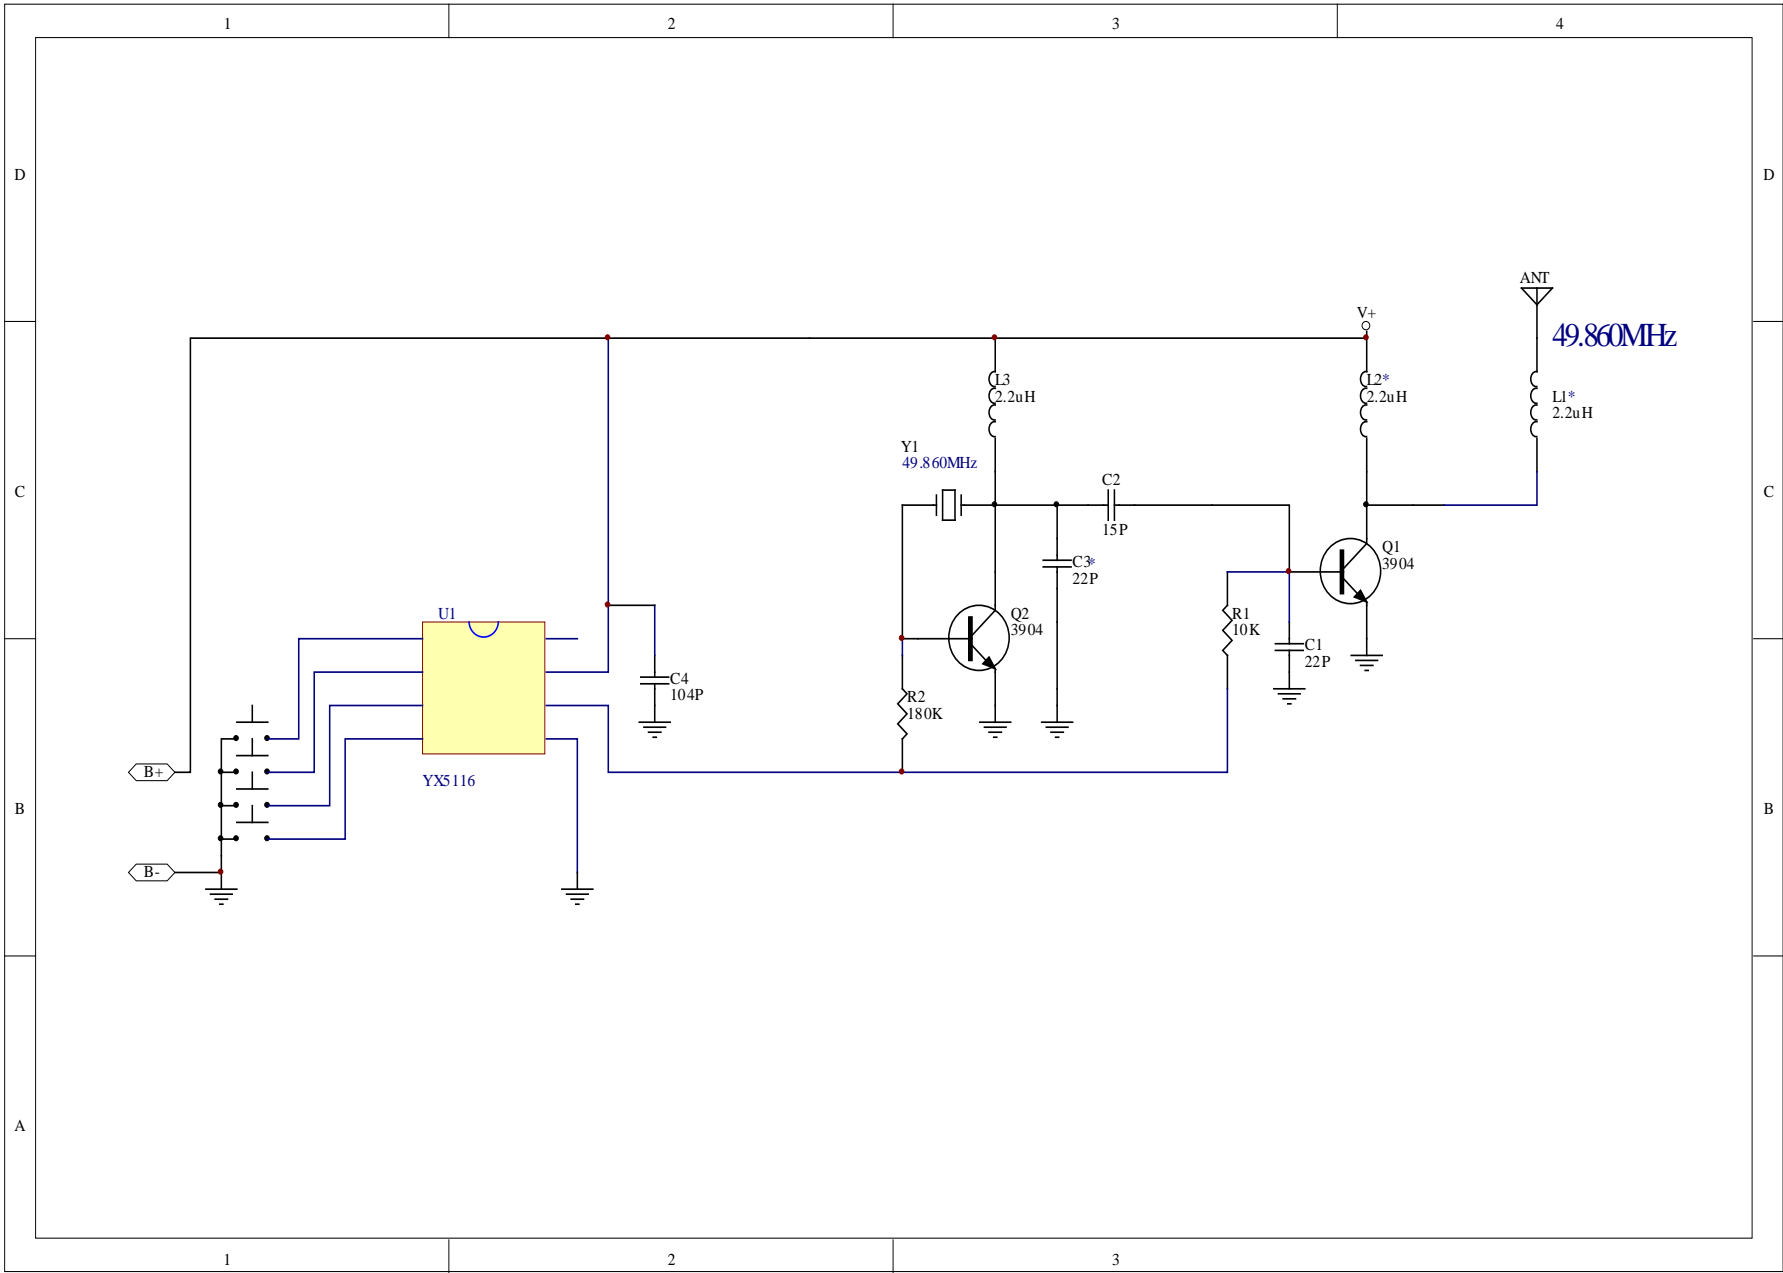 1 2 3 4
D D
ANT
V+
49.860MHz
L3
2.2uH
L2*
2.2uH
L1*
2.2uH
Y1
49.860MHz
C2
15P
C C
Q1
3904
C3*
22P
U1
Q2
3904
R1
10K
C1
22P
C4
104P
R2
180K
B+
YX5116
B B
B-
A
1 2 3